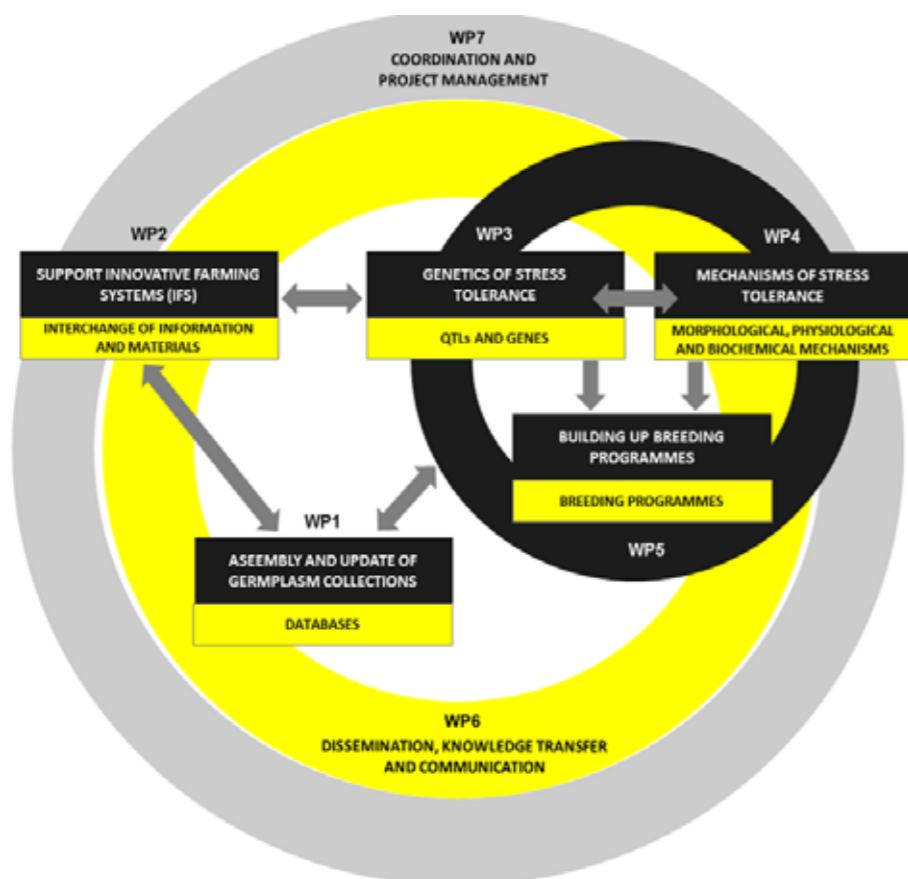 WP7
COORDINATION AND
PROJECT MANAGEMENT
WP2
SUPPORT INNOVATIVE FARMING
SYSTEMS (IFS)
INTERCHANGE OF INFORMATION
AND MATERIALS
WP3
GENETICS OF STRESS
TOLERANCE
QTLs AND GENES
WP4
MECHANISMS OF STRESS
TOLERANCE
MORPHOLOGICAL, PHYSIOLOGICAL
AND BIOCHEMICAL MECHANISMS
BUILDING UP BREEDING
PROGRAMMES
BREEDING PROGRAMMES
WP5
WP1
ASEEMBLY AND UPDATE OF
GERMPLASM COLLECTIONS
DATABASES
WP6
DISSEMINATION, KNOWLEDGE TRANSFER
AND COMMUNICATION